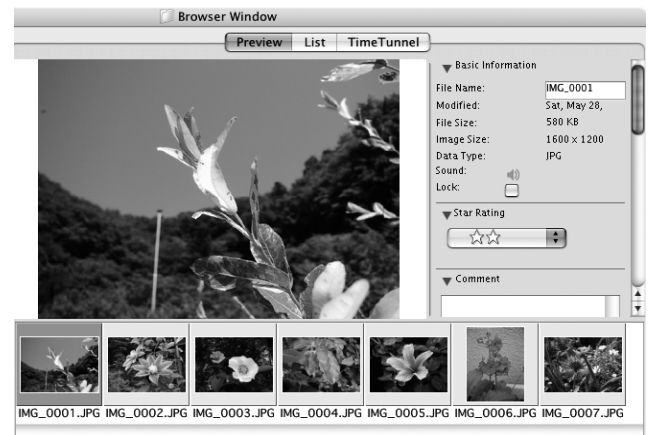 Browser Window
Preview List TimeTunnel
Basic Information
File Name: IMG_0001
Modified: Sat, May 28,
File Size: 580 KB
Image Size: 1600 x 1200
Data Type: JPG
Sound:
Lock:
Star Rating
Comment
IMG_0001.JPG IMG_0002.JPG IMG_0003.JPG IMG_0004.JPG IMG_0005.JPG IMG_0006.JPG IMG_0007.JPG